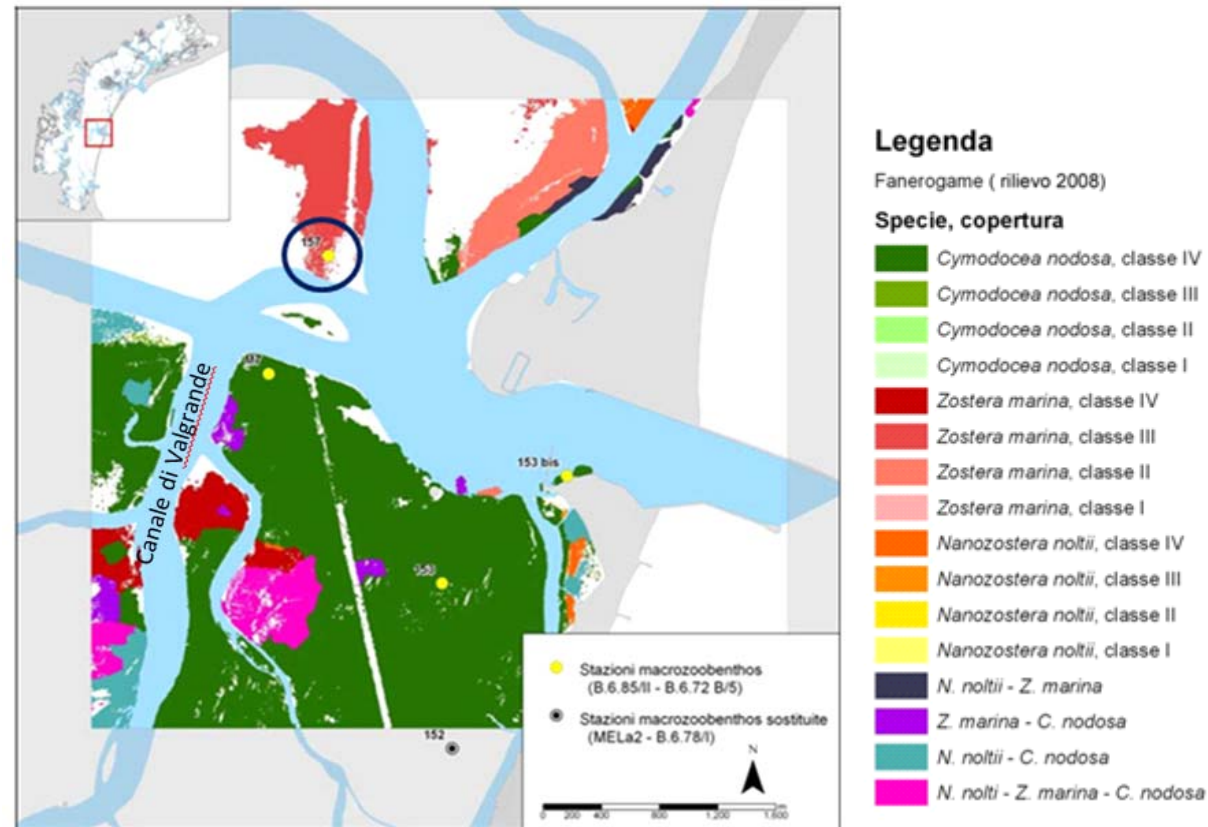 157
Canale di Valgrande
153 bis
152
Stazioni macrozoobenthos
(B.6.85/II - B.6.72 B/5)
Stazioni macrozoobenthos sostituite
(MELa2 - B.6.78/I)
N
0 200 400 800 1.200 1.600
Legenda
Fanerogame ( rilievo 2008)
Specie, copertura
Cymodocea nodosa, classe IV
Cymodocea nodosa, classe III
Cymodocea nodosa, classe II
Cymodocea nodosa, classe I
Zostera marina, classe IV
Zostera marina, classe III
Zostera marina, classe II
Zostera marina, classe I
Nanozostera noltii, classe IV
Nanozostera noltii, classe III
Nanozostera noltii, classe II
Nanozostera noltii, classe I
N. noltii - Z. marina
Z. marina - C. nodosa
N. noltii - C. nodosa
N. nolti - Z. marina - C. nodosa